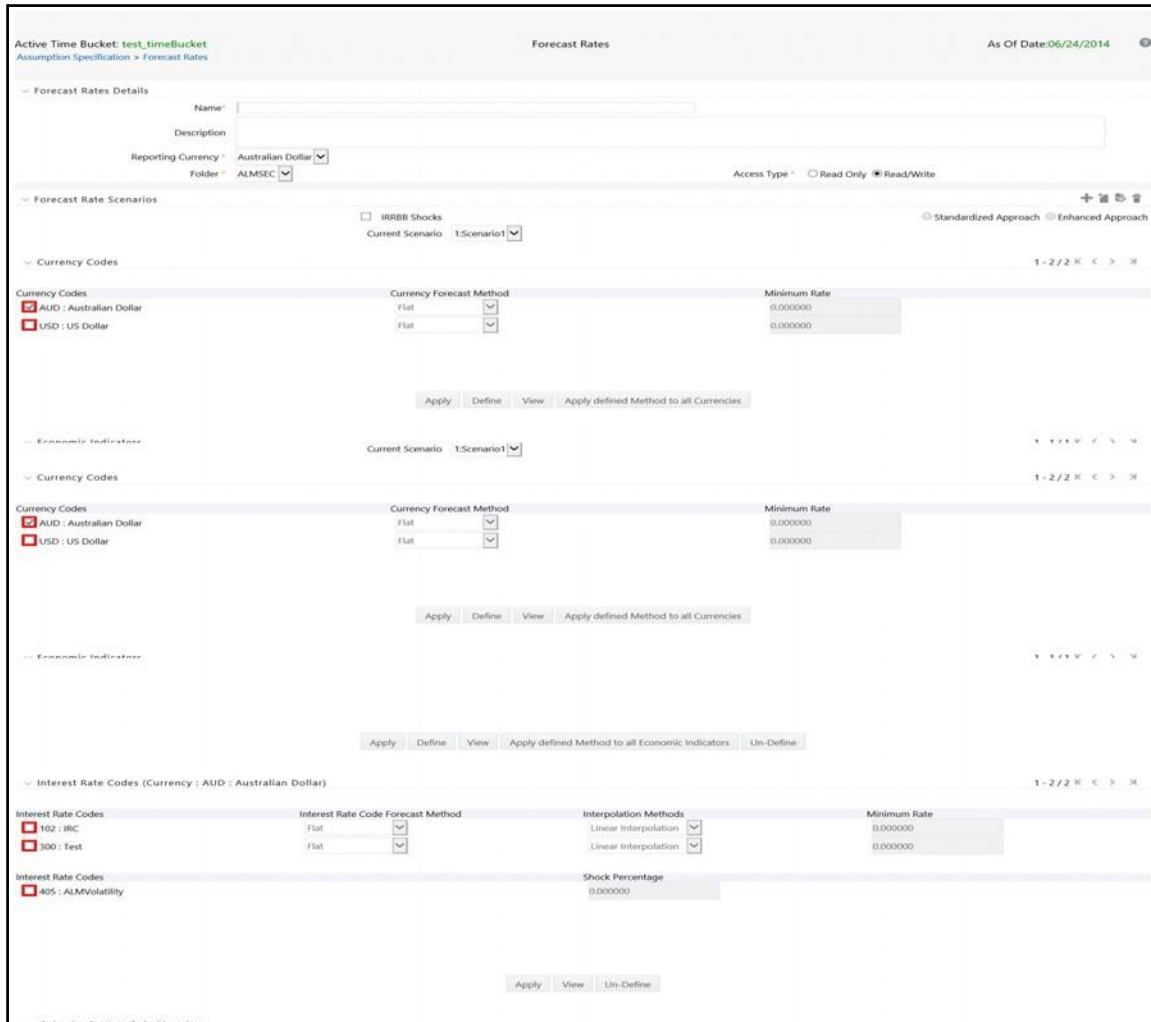 Active Time Bucket: test_timeBucket Forecast Rates As Of Date:06/24/2014
Assumption Specification > Forecast Rates
Forecast Rates Details
Name*
Description
Reporting Currency * Australian Dollar
Folder * ALMSEC Access Type * Read Only Read/Write
Forecast Rate Scenarios
IRRBB Shocks Standardized Approach Enhanced Approach
Current Scenario 1:Scenario1
Currency Codes 1 - 2 / 2
Currency Codes Currency Forecast Method Minimum Rate
AUD : Australian Dollar Flat 0.000000
USD : US Dollar Flat 0.000000
Apply Define View Apply defined Method to all Currencies
Economic Indicators
Current Scenario 1:Scenario1
Currency Codes 1 - 2 / 2
Currency Codes Currency Forecast Method Minimum Rate
AUD : Australian Dollar Flat 0.000000
USD : US Dollar Flat 0.000000
Apply Define View Apply defined Method to all Currencies
Economic Indicators
Apply Define View Apply defined Method to all Economic Indicators Un-Define
Interest Rate Codes (Currency : AUD : Australian Dollar) 1 - 2 / 2
Interest Rate Codes Interest Rate Code Forecast Method Interpolation Methods Minimum Rate
102 : IRC Flat Linear Interpolation 0.000000
300 : Test Flat Linear Interpolation 0.000000
Interest Rate Codes Shock Percentage
405 : ALMVolatility 0.000000
Apply View Un-Define